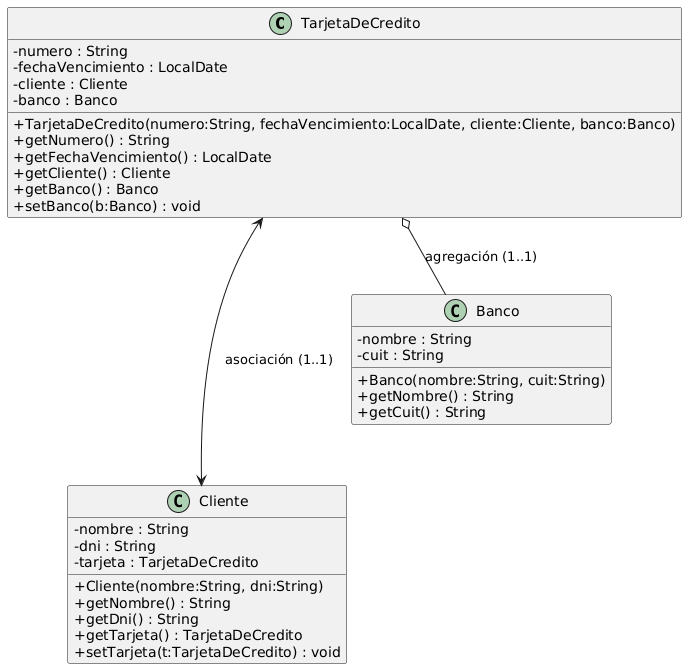 C TarjetaDeCredito
-numero : String
-fechaVencimiento : LocalDate
-cliente : Cliente
-banco : Banco
+TarjetaDeCredito(numero:String, fechaVencimiento:LocalDate, cliente:Cliente, banco:Banco)
+getNumero() : String
+getFechaVencimiento() : LocalDate
+getCliente() : Cliente
+getBanco() : Banco
+setBanco(b:Banco) : void
agregación (1..1)
C Banco
-nombre : String
-cuit : String
+Banco(nombre:String, cuit:String)
+getNombre() : String
+getCuit() : String
asociación (1..1)
C Cliente
-nombre : String
-dni : String
-tarjeta : TarjetaDeCredito
+Cliente(nombre:String, dni:String)
+getNombre() : String
+getDni() : String
+getTarjeta() : TarjetaDeCredito
+setTarjeta(t:TarjetaDeCredito) : void